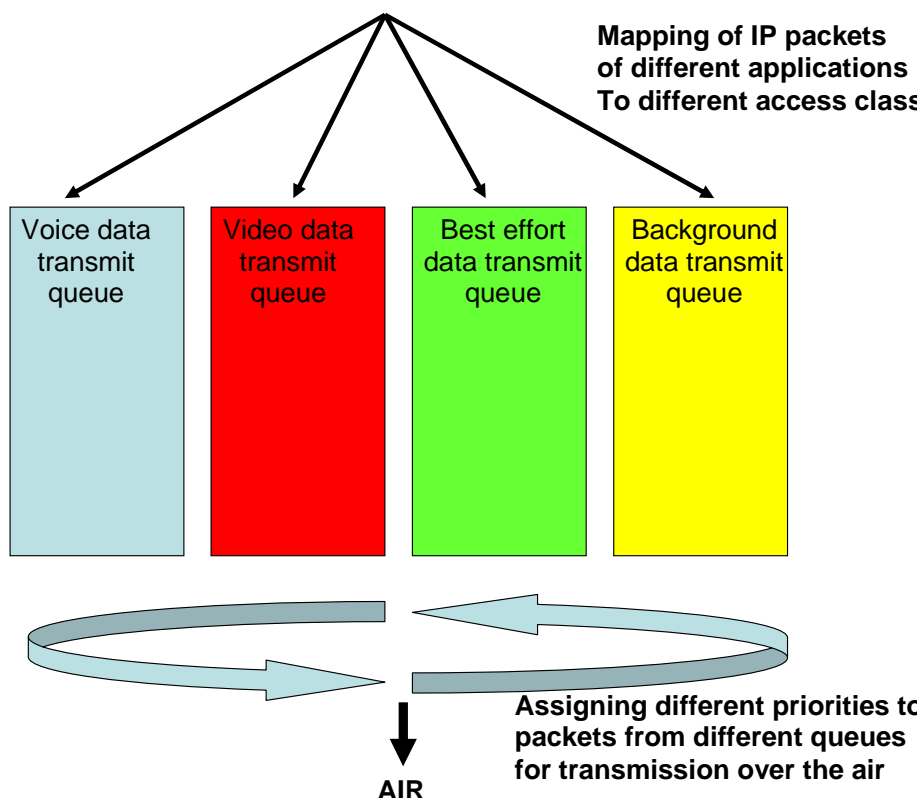 Mapping of IP packets
of different applications
To different access class
Voice data
transmit
queue
Video data
transmit
queue
Best effort
data transmit
queue
Background
data transmit
queue
Assigning different priorities to
packets from different queues
for transmission over the air
AIR